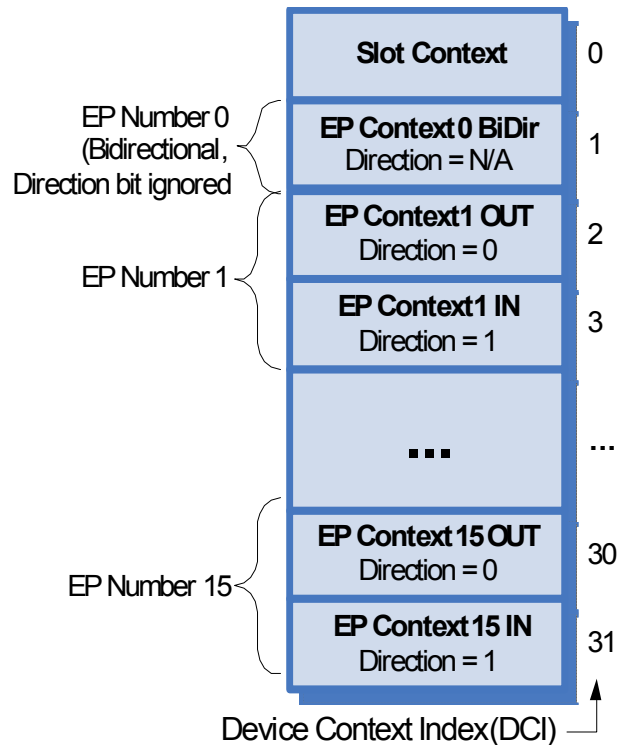 Slot Context
0
EP Number 0
(Bidirectional,
Direction bit ignored
EP Context 0 BiDir
Direction = N/A
1
EP Number 1
EP Context1 OUT
Direction = 0
2
EP Context1 IN
Direction = 1
3
...
...
EP Number 15
EP Context 15 OUT
Direction = 0
30
EP Context 15 IN
Direction = 1
31
Device Context Index(DCI)